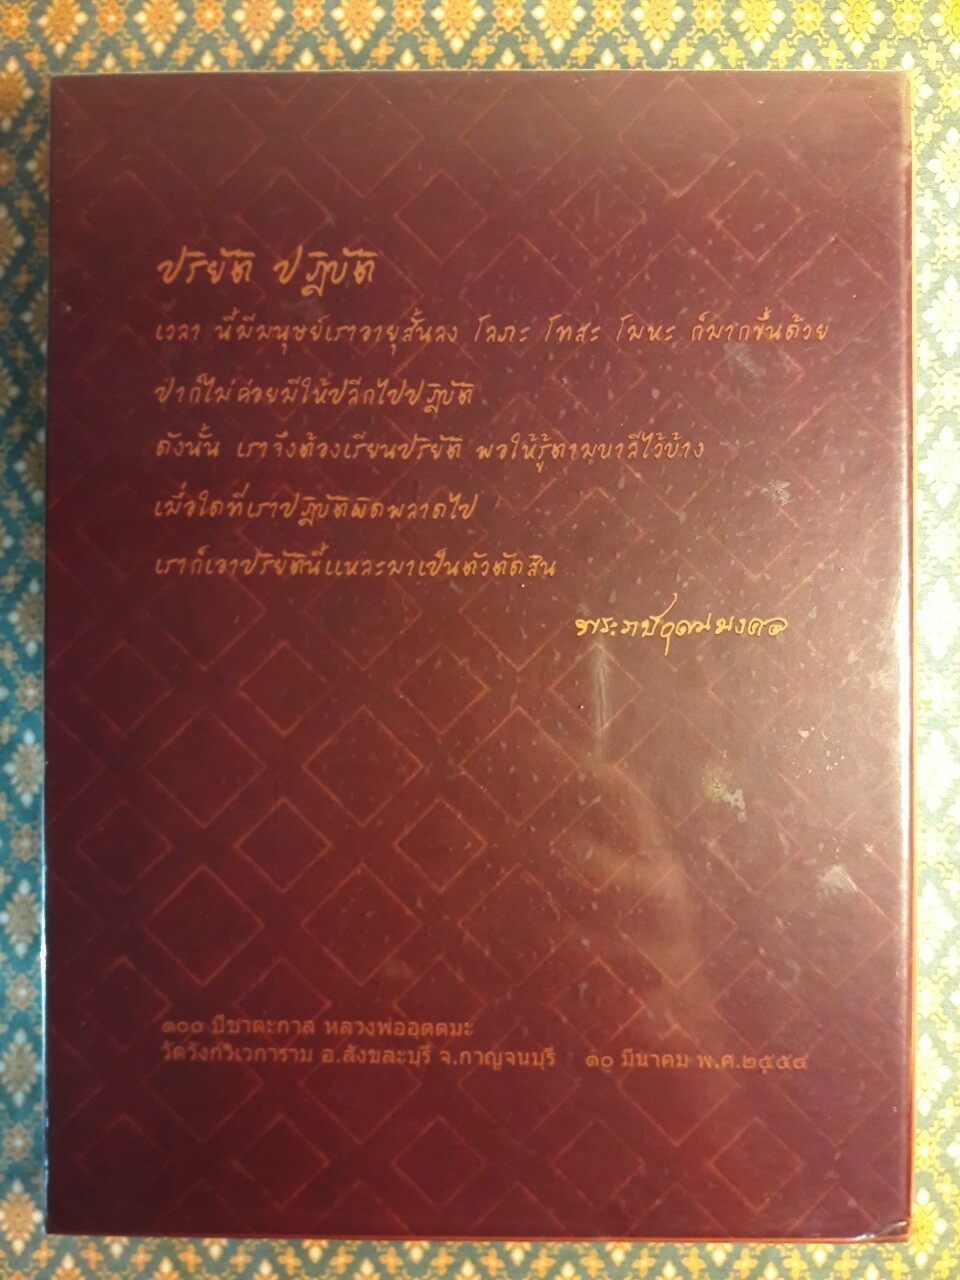 ปริยัติ ปฏิบัติ
เวลา นี้มีมนุษย์เราอายุสั้นลง โลภะ โทสะ โมหะ ก็มากขึ้นด้วย
ป่าก็ไม่ค่อยมีให้ปลีกไปปฏิบัติ
ดังนั้น เราจึงต้องเรียนปริยัติ พอให้รู้ตามบาลีไว้บ้าง
เมื่อใดที่เราปฏิบัติผิดพลาดไป
เราก็เอาปริยัตินี้แหละมาเป็นตัวตัดสิน
พระราชอุดมมงคล
๑๐๐ ปีชาตะกาล หลวงพ่ออุตตมะ
วัดวังก์วิเวการาม อ.สังขละบุรี จ.กาญจนบุรี ๑๐ มีนาคม พ.ศ.๒๕๕๔